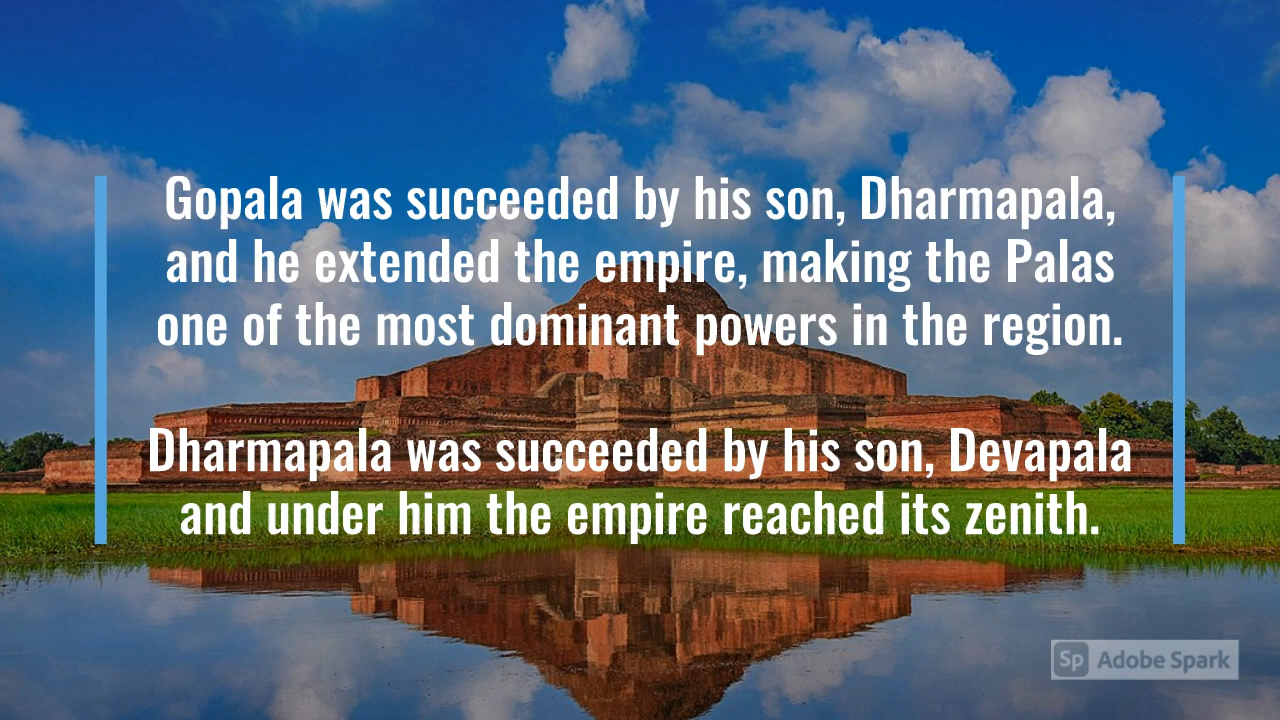 Gopala was succeeded by his son, Dharmapala,
and he extended the empire, making the Palas
one of the most dominant powers in the region.
Dharmapala was succeeded by his son, Devapala
and under him the empire reached its zenith.
Sp Adobe Spark